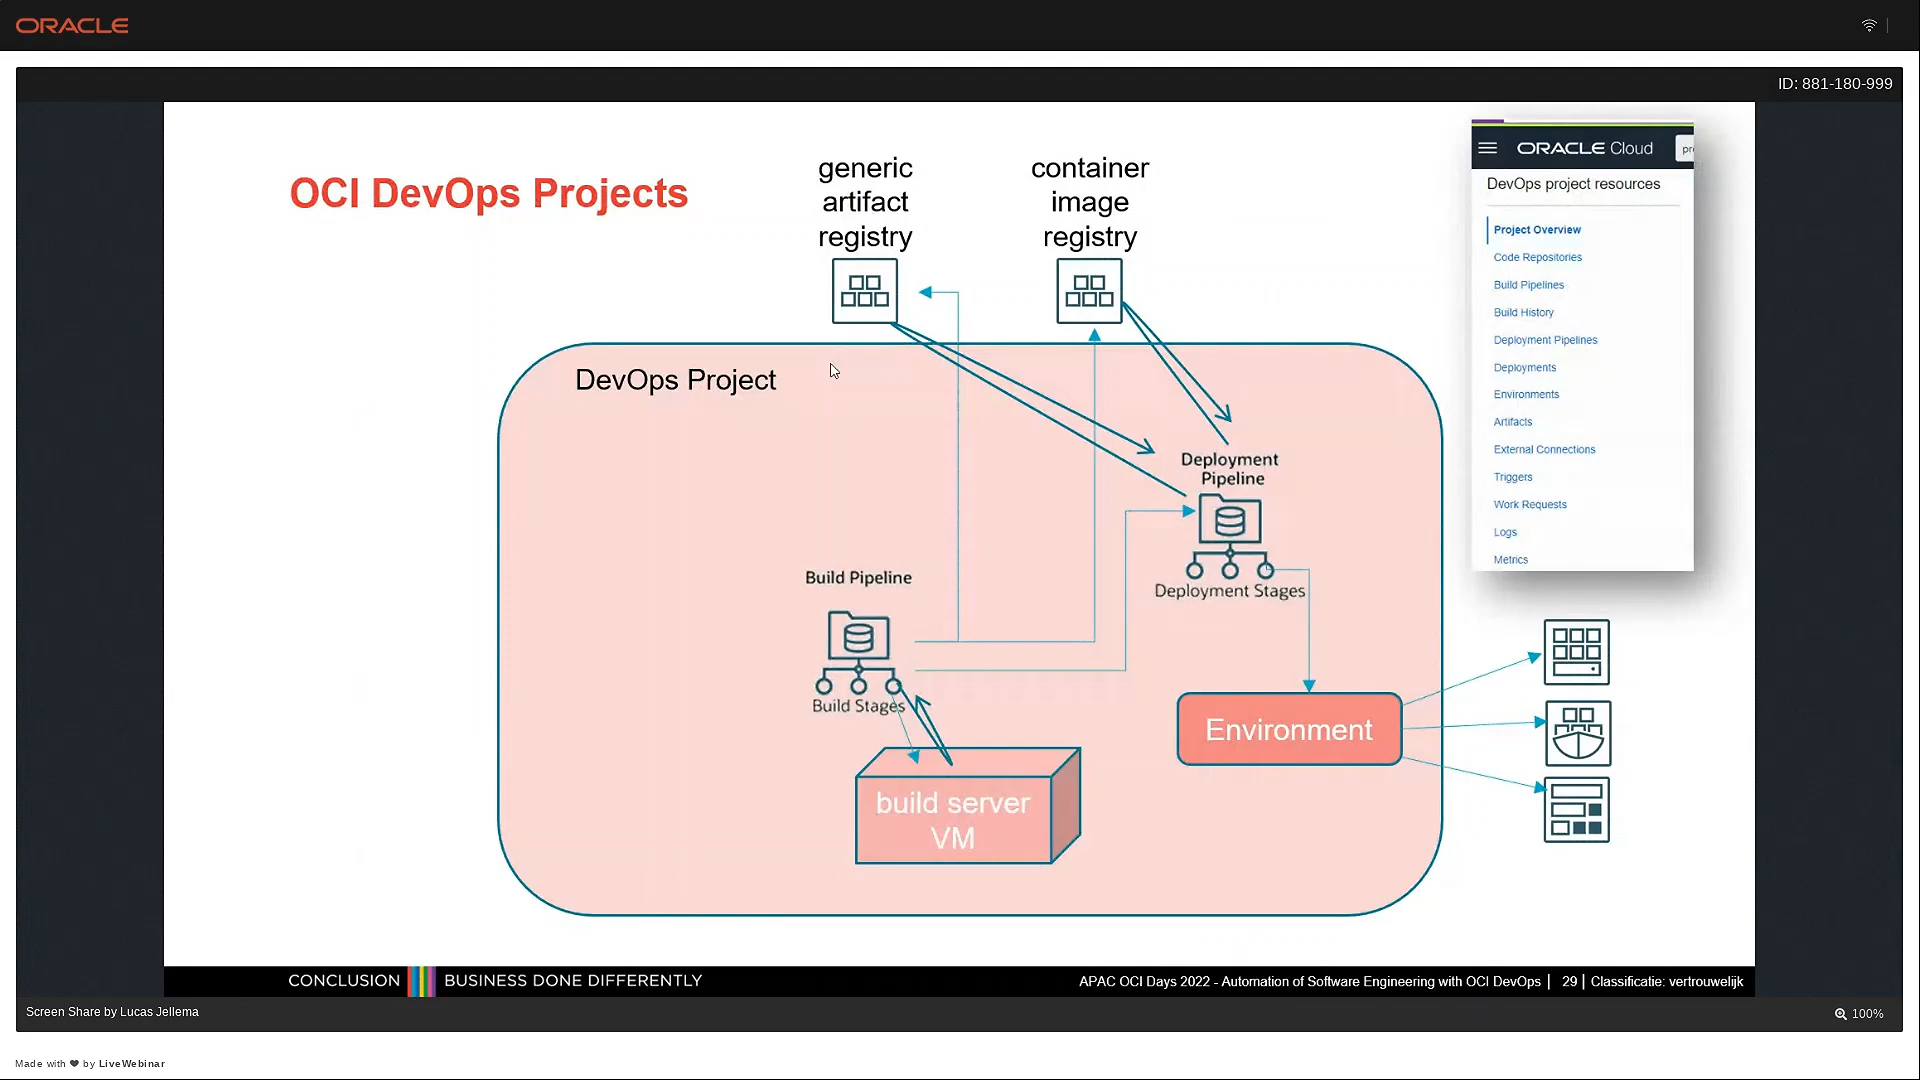 ORACLE
ID: 881-180-999
OCI DevOps Projects
generic
artifact
registry
container
image
registry
ORACLE Cloud
DevOps project resources
Project Overview
Code Repositories
Build Pipelines
Build History
Deployment Pipelines
Deployments
Environments
Artifacts
External Connections
Triggers
Work Requests
Logs
Metrics
DevOps Project
Deployment
Pipeline
Deployment Stages
Build Pipeline
Build Stages
Environment
build server
VM
CONCLUSION BUSINESS DONE DIFFERENTLY
APAC OCI Days 2022 - Automation of Software Engineering with OCI DevOps | 29 | Classificatie: vertrouwelijk
Screen Share by Lucas Jellema
100%
Made with ❤ by LiveWebinar